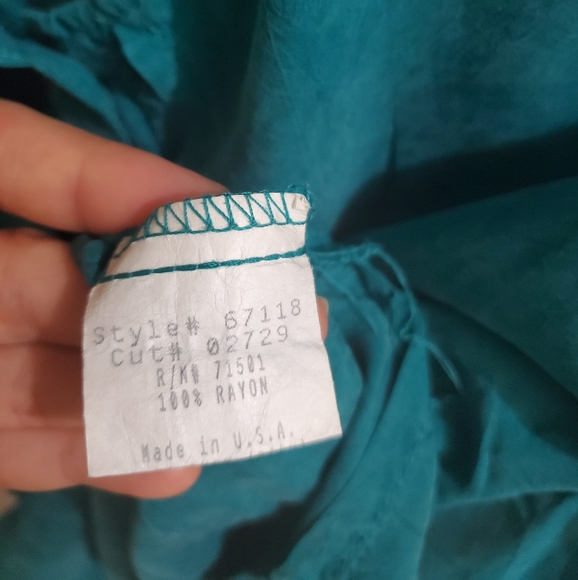 Style# 67118
Cut# 02729
R/N# 71501
100% RAYON
Made in U.S.A.